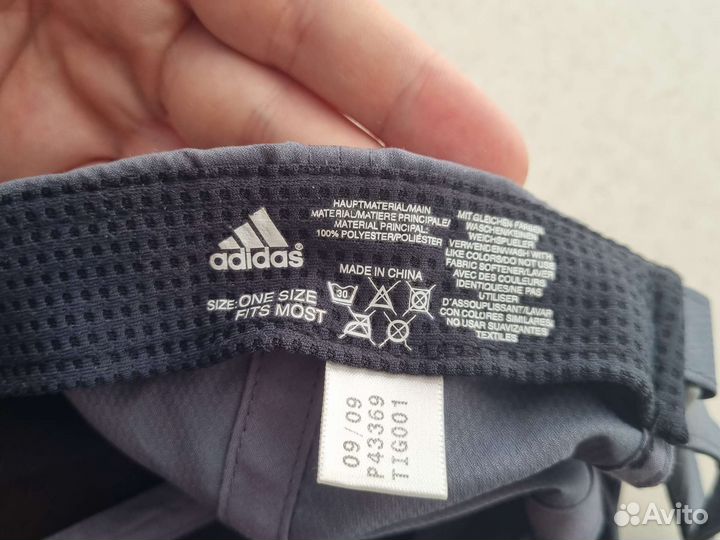 adidas
SIZE: ONE SIZE
FITS MOST
HAUPTMATERIAL/MAIN
MATERIAL/MATIERE PRINCIPALE/
MATERIAL PRINCIPAL:
100% POLYESTER/POLIÉSTER
MADE IN CHINA
30
MIT GLEICHEN FARBEN
WASCHEN/KEINEN
WEICHSPUELER
VERWENDEN/WASH WITH
LIKE COLORS/DO NOT USE
FABRIC SOFTENER/LAVER
AVEC DES COULEURS
IDENTIQUES/NE PAS
UTILISER
D'ASSOUPLISSANT/LAVAR
CON COLORES SIMILARES/
NO USAR SUAVIZANTES
TEXTILES
09/09
P43369
TIG001
Avito